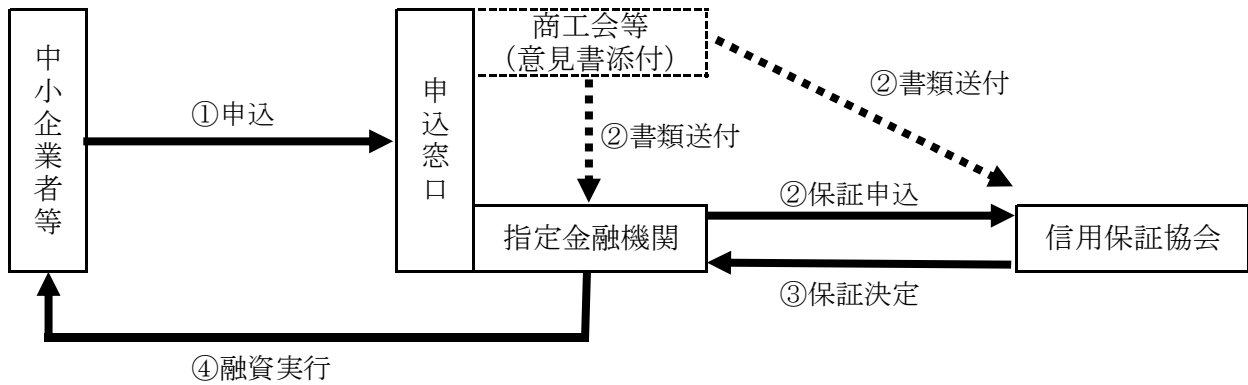 中小企業者等
①申込
申込窓口
商工会等
(意見書添付)
②書類送付
②書類送付
指定金融機関
②保証申込
③保証決定
信用保証協会
④融資実行